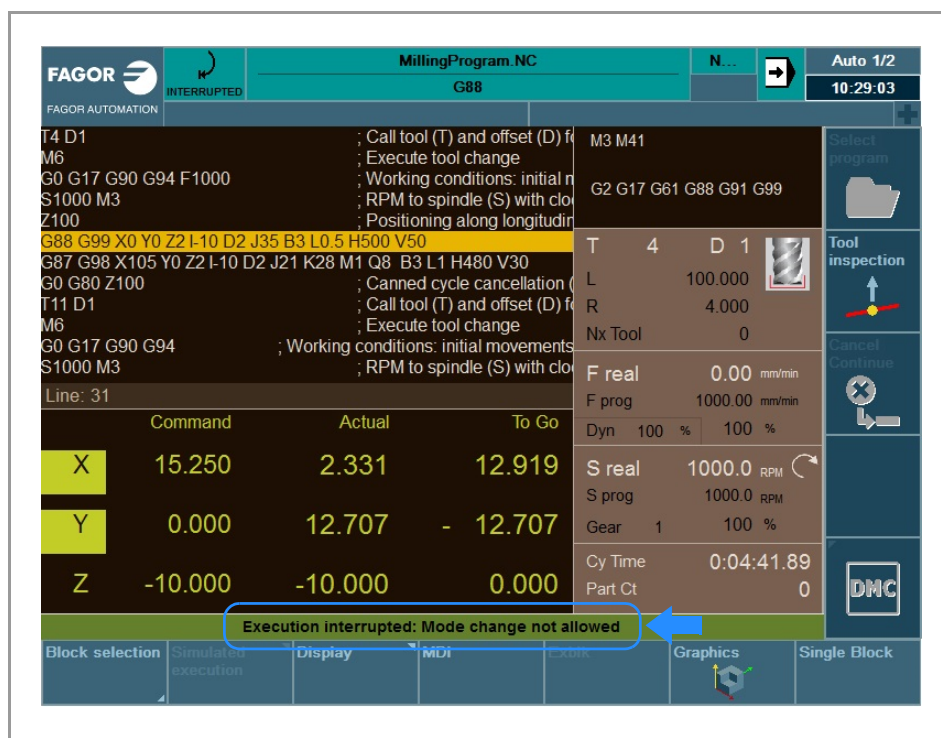 FAGOR
FAGOR AUTOMATION
INTERRUPTED
MillingProgram.NC
G88
N...
Auto 1/2
10:29:03
T4 D1 ; Call tool (T) and offset (D) fo
M6 ; Execute tool change
G0 G17 G90 G94 F1000 ; Working conditions: initial n
S1000 M3 ; RPM to spindle (S) with clo
Z100 ; Positioning along longitudin
G88 G99 X0 Y0 Z2 I-10 D2 J35 B3 L0.5 H500 V50
G87 G98 X105 Y0 Z2 I-10 D2 J21 K28 M1 Q8 B3 L1 H480 V30
G0 G80 Z100 ; Canned cycle cancellation (
T11 D1 ; Call tool (T) and offset (D) fo
M6 ; Execute tool change
G0 G17 G90 G94 ; Working conditions: initial movements
S1000 M3 ; RPM to spindle (S) with clo
Line: 31
Command Actual To Go
X 15.250 2.331 12.919
Y 0.000 12.707 - 12.707
Z -10.000 -10.000 0.000
M3 M41
G2 G17 G61 G88 G91 G99
T 4 D 1
L 100.000
R 4.000
Nx Tool 0
F real 0.00 mm/min
F prog 1000.00 mm/min
Dyn 100 % 100 %
S real 1000.0 RPM
S prog 1000.0 RPM
Gear 1 100 %
Cy Time 0:04:41.89
Part Ct 0
Select program
Tool inspection
Cancel Continue
DMC
Execution interrupted: Mode change not allowed
Block selection
Simulated execution
Display
MDI
Exblk
Graphics
Single Block